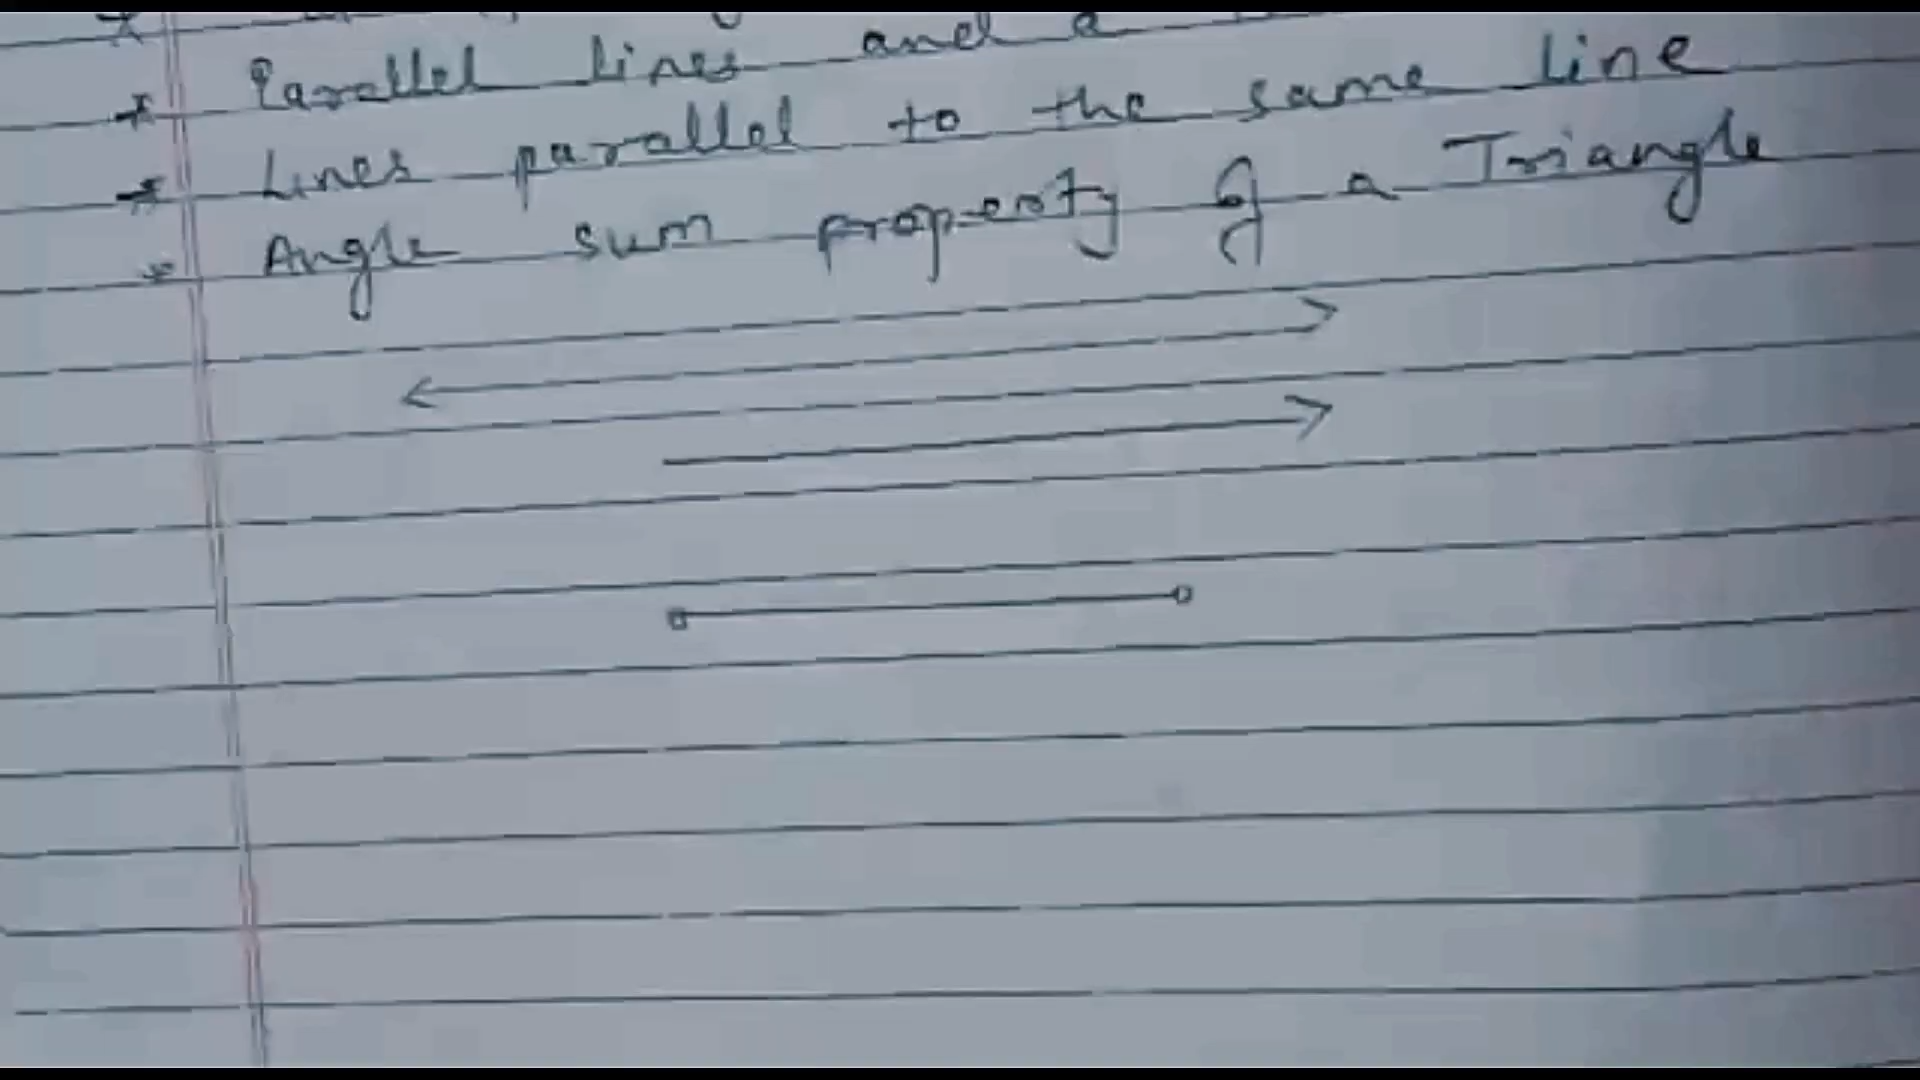 * Parallel lines and a
* Lines parallel to the same line
* Angle sum property of a Triangle